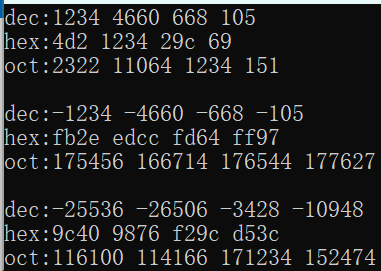 dec:1234 4660 668 105
hex:4d2 1234 29c 69
oct:2322 11064 1234 151
dec:-1234 -4660 -668 -105
hex:fb2e edcc fd64 ff97
oct:175456 166714 176544 177627
dec:-25536 -26506 -3428 -10948
hex:9c40 9876 f29c d53c
oct:116100 114166 171234 152474